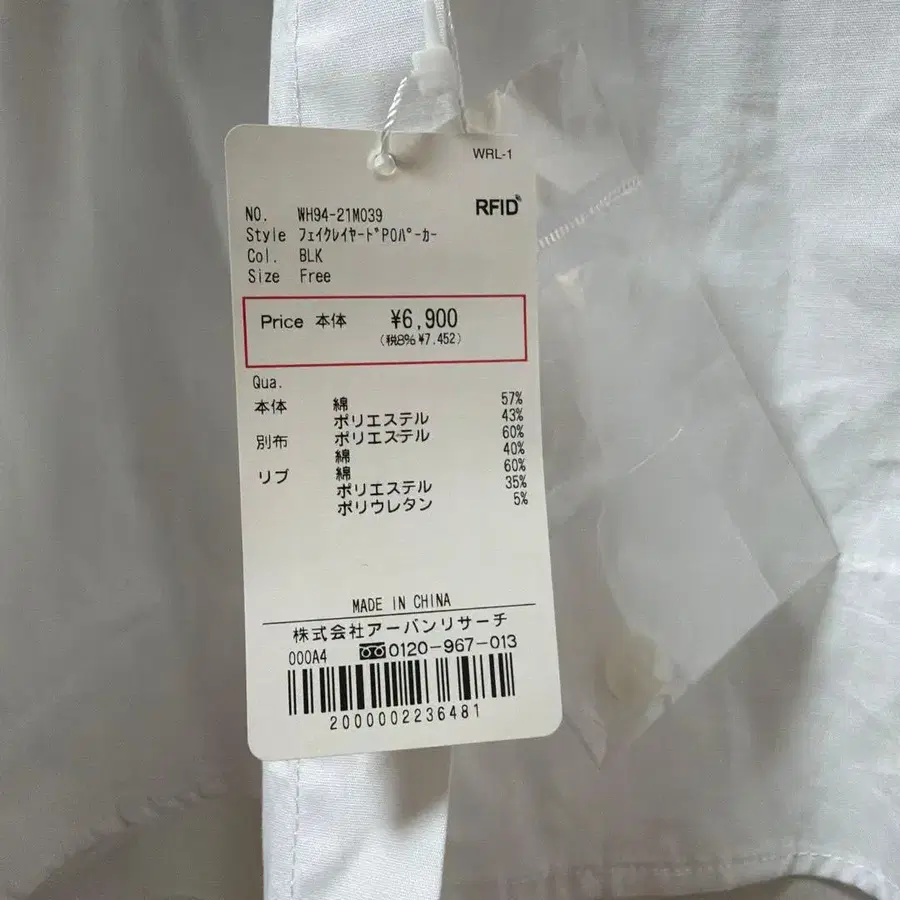 WRL-1
RFID
NO. WH94-21M039
Style ﾌｪｲｸﾚｲﾔｰﾄﾞPOﾊﾟｰｶｰ
Col. BLK
Size Free
Price 本体 ¥6,900
(税8% ¥7.452)
Qua.
本体 綿 57%
ポリエステル 43%
別布 ポリエステル 60%
綿 40%
リブ 綿 60%
ポリエステル 35%
ポリウレタン 5%
MADE IN CHINA
株式会社アーバンリサーチ
000A4 0120-967-013
2000002236481